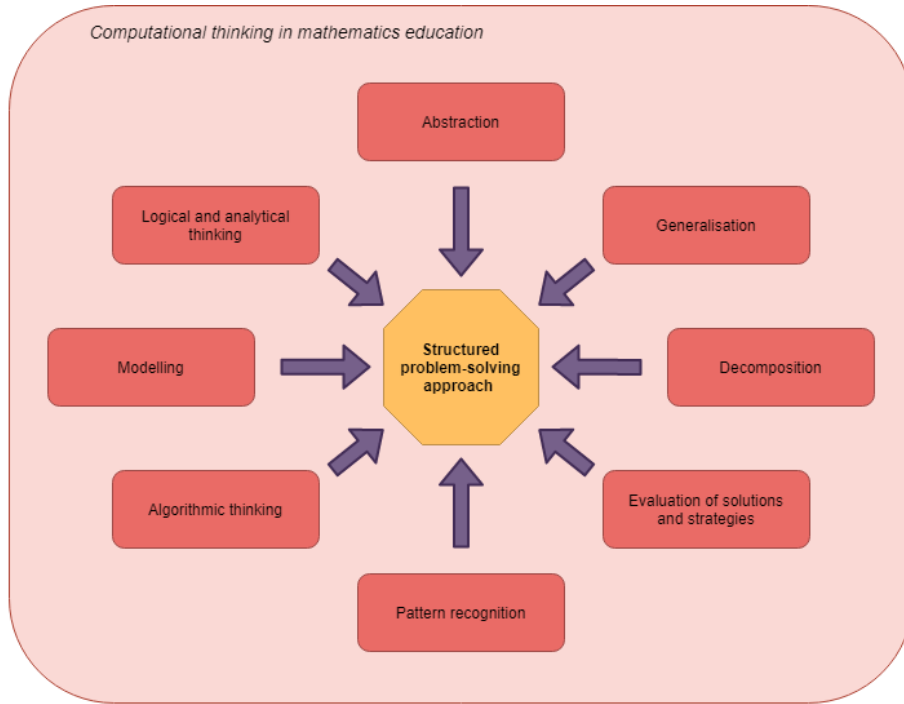 Computational thinking in mathematics education
Abstraction
Logical and analytical
thinking
Generalisation
Structured
problem-solving
approach
Modelling
Decomposition
Algorithmic thinking
Evaluation of solutions
and strategies
Pattern recognition